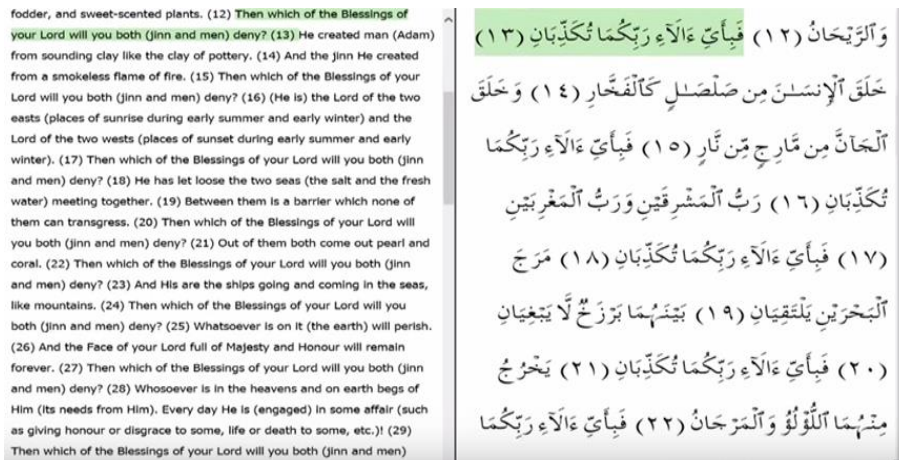 fodder, and sweet-scented plants. (12) Then which of the Blessings of
your Lord will you both (jinn and men) deny? (13) He created man (Adam)
from sounding clay like the clay of pottery. (14) And the jinn He created
from a smokeless flame of fire. (15) Then which of the Blessings of your
Lord will you both (jinn and men) deny? (16) (He is) the Lord of the two
easts (places of sunrise during early summer and early winter) and the
Lord of the two wests (places of sunset during early summer and early
winter). (17) Then which of the Blessings of your Lord will you both (jinn
and men) deny? (18) He has let loose the two seas (the salt and the fresh
water) meeting together. (19) Between them is a barrier which none of
them can transgress. (20) Then which of the Blessings of your Lord will
you both (jinn and men) deny? (21) Out of them both come out pearl and
coral. (22) Then which of the Blessings of your Lord will you both (jinn
and men) deny? (23) And His are the ships going and coming in the seas,
like mountains. (24) Then which of the Blessings of your Lord will you
both (jinn and men) deny? (25) Whatsoever is on it (the earth) will perish.
(26) And the Face of your Lord full of Majesty and Honour will remain
forever. (27) Then which of the Blessings of your Lord will you both (jinn
and men) deny? (28) Whosoever is in the heavens and on earth begs of
Him (its needs from Him). Every day He is (engaged) in some affair (such
as giving honour or disgrace to some, life or death to some, etc.)! (29)
Then which of the Blessings of your Lord will you both (jinn and men)
وَٱلرَّيْحَانُ (١٢) فَبِأَىِّ ءَالَآءِ رَبِّكُمَا تُكَذِّبَانِ (١٣)
خَلَقَ ٱلْإِنسَـٰنَ مِن صَلْصَـٰلٍ كَٱلْفَخَّارِ (١٤) وَخَلَقَ
ٱلْجَآنَّ مِن مَّارِجٍ مِّن نَّارٍ (١٥) فَبِأَىِّ ءَالَآءِ رَبِّكُمَا
تُكَذِّبَانِ (١٦) رَبُّ ٱلْمَشْرِقَيْنِ وَرَبُّ ٱلْمَغْرِبَيْنِ
(١٧) فَبِأَىِّ ءَالَآءِ رَبِّكُمَا تُكَذِّبَانِ (١٨) مَرَجَ
ٱلْبَحْرَيْنِ يَلْتَقِيَانِ (١٩) بَيْنَهُمَا بَرْزَخٌ لَّا يَبْغِيَانِ
(٢٠) فَبِأَىِّ ءَالَآءِ رَبِّكُمَا تُكَذِّبَانِ (٢١) يَخْرُجُ
مِنْهُمَا ٱللُّؤْلُؤُ وَٱلْمَرْجَانُ (٢٢) فَبِأَىِّ ءَالَآءِ رَبِّكُمَا